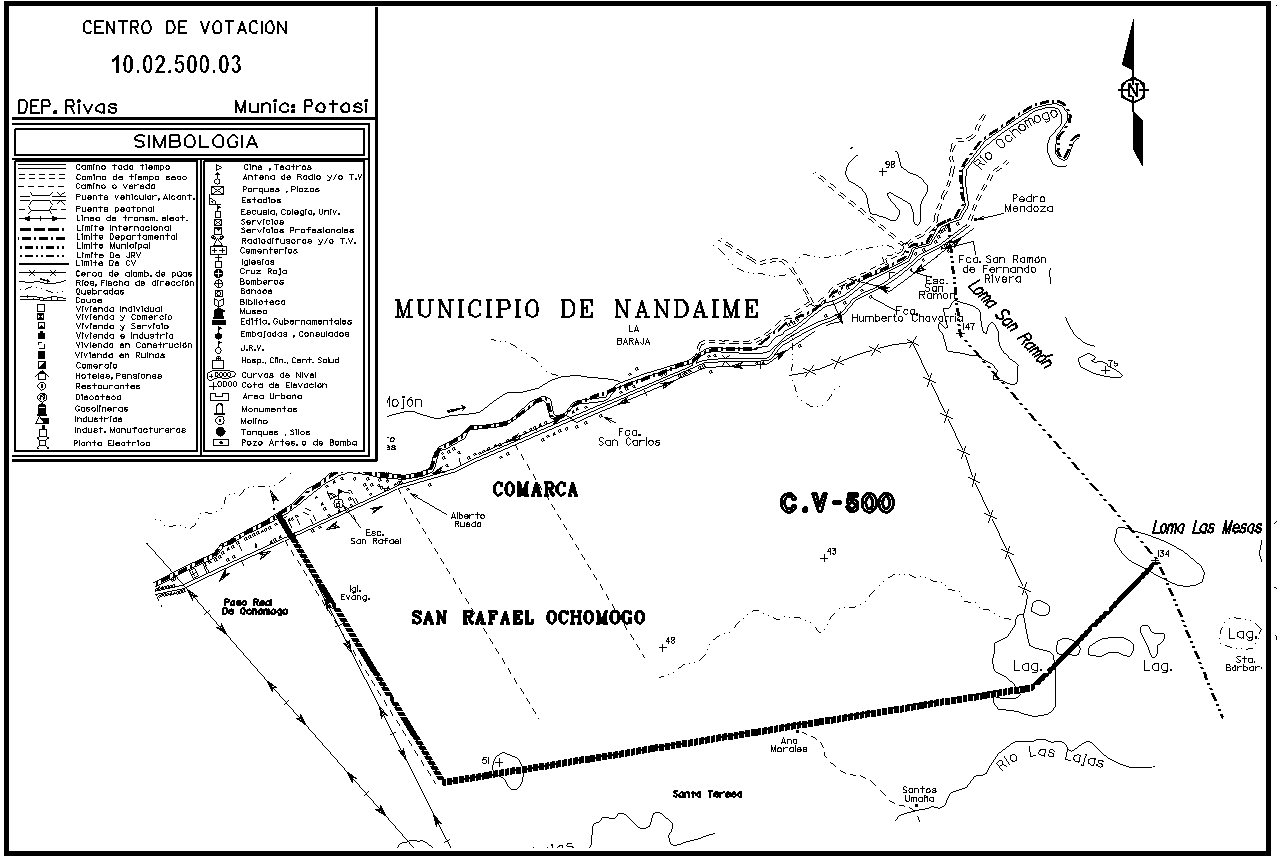 CENTRO DE VOTACION
10.02.500.03
DEP. Rivas Munic: Potosi
SIMBOLOGIA
Camino todo tiempo
Camino de tiempo seco
Camino o vereda
Puente vehicular, Alcant.
Puente peatonal
Linea de transm. elect.
Limite Internacional
Limite Departamental
Limite Municipal
Limite De JRV
Limite De CV
Cerca de alamb. de púas
Rios, Flecha de dirección
Quebradas
Cauce
Vivienda Individual
Vivienda y Comercio
Vivienda y Servicio
Vivienda e Industria
Vivienda en Construcción
Vivienda en Ruinas
Comercio
Hoteles, Pensiones
Restaurantes
Discoteca
Gasolineras
Industrias
Indust. Manufactureras
Planta Electrica
Cine , Teatros
Antena de Radio y/o T.V
Parques , Plazas
Estadios
Escuela, Colegio, Univ.
Servicios
Servicios Profesionales
Radiodifusoras y/o T.V.
Cementerios
Iglesias
Cruz Roja
Bomberos
Bancos
Biblioteca
Museo
Edific. Gubernamentales
Embajadas , Consulados
J.R.V.
Hosp., Clin., Cent. Salud
Curvas de Nivel
Cota de Elevación
Area Urbana
Monumentos
Molino
Tanques , Silos
Pozo Artes. o de Bomba
N
Río Ochomogo
98
Pedro
Mendoza
Fca. San Ramón
de Fernando
Rivera
Esc.
San
Ramon
Fca.
Humberto Chavarria
147
Loma San Ramón
75
MUNICIPIO DE NANDAIME
LA
BARAJA
Mojón
Fca.
San Carlos
COMARCA
C.V-500
Alberto
Rueda
Esc.
San Rafael
Loma Las Mesas
134
43
Igl.
Evang.
Paso Real
De Ochomogo
SAN RAFAEL OCHOMOGO
48
Lag.
Lag.
Lag.
Sta.
Barbar
Ana
Morales
51
Río Las Lajas
Santa Teresa
Santos
Umaña